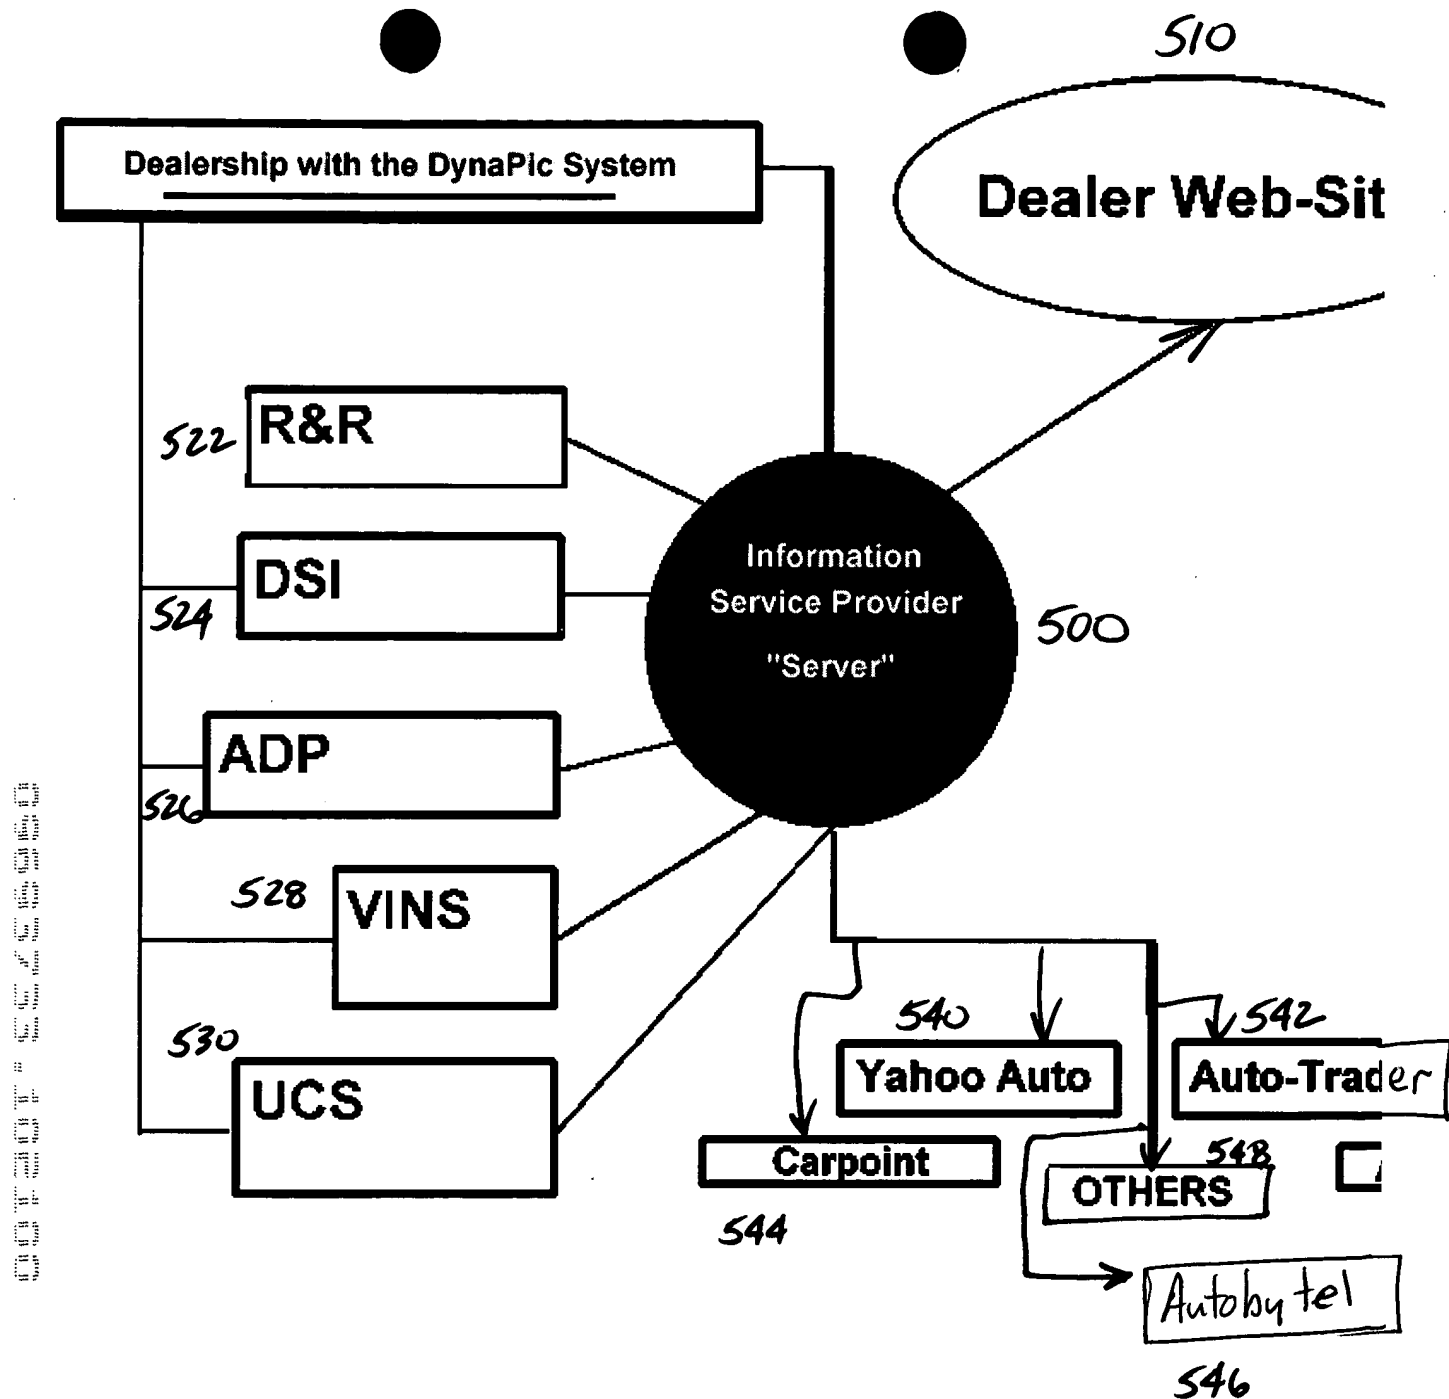 510
Dealership with the DynaPic System
Dealer Web-Sit
R&R
522
Information
Service Provider
"Server"
DSI
524
500
ADP
526
528
VINS
530
UCS
540
542
Yahoo Auto
Auto-Trader
Carpoint
544
548
OTHERS
Autobytel
546